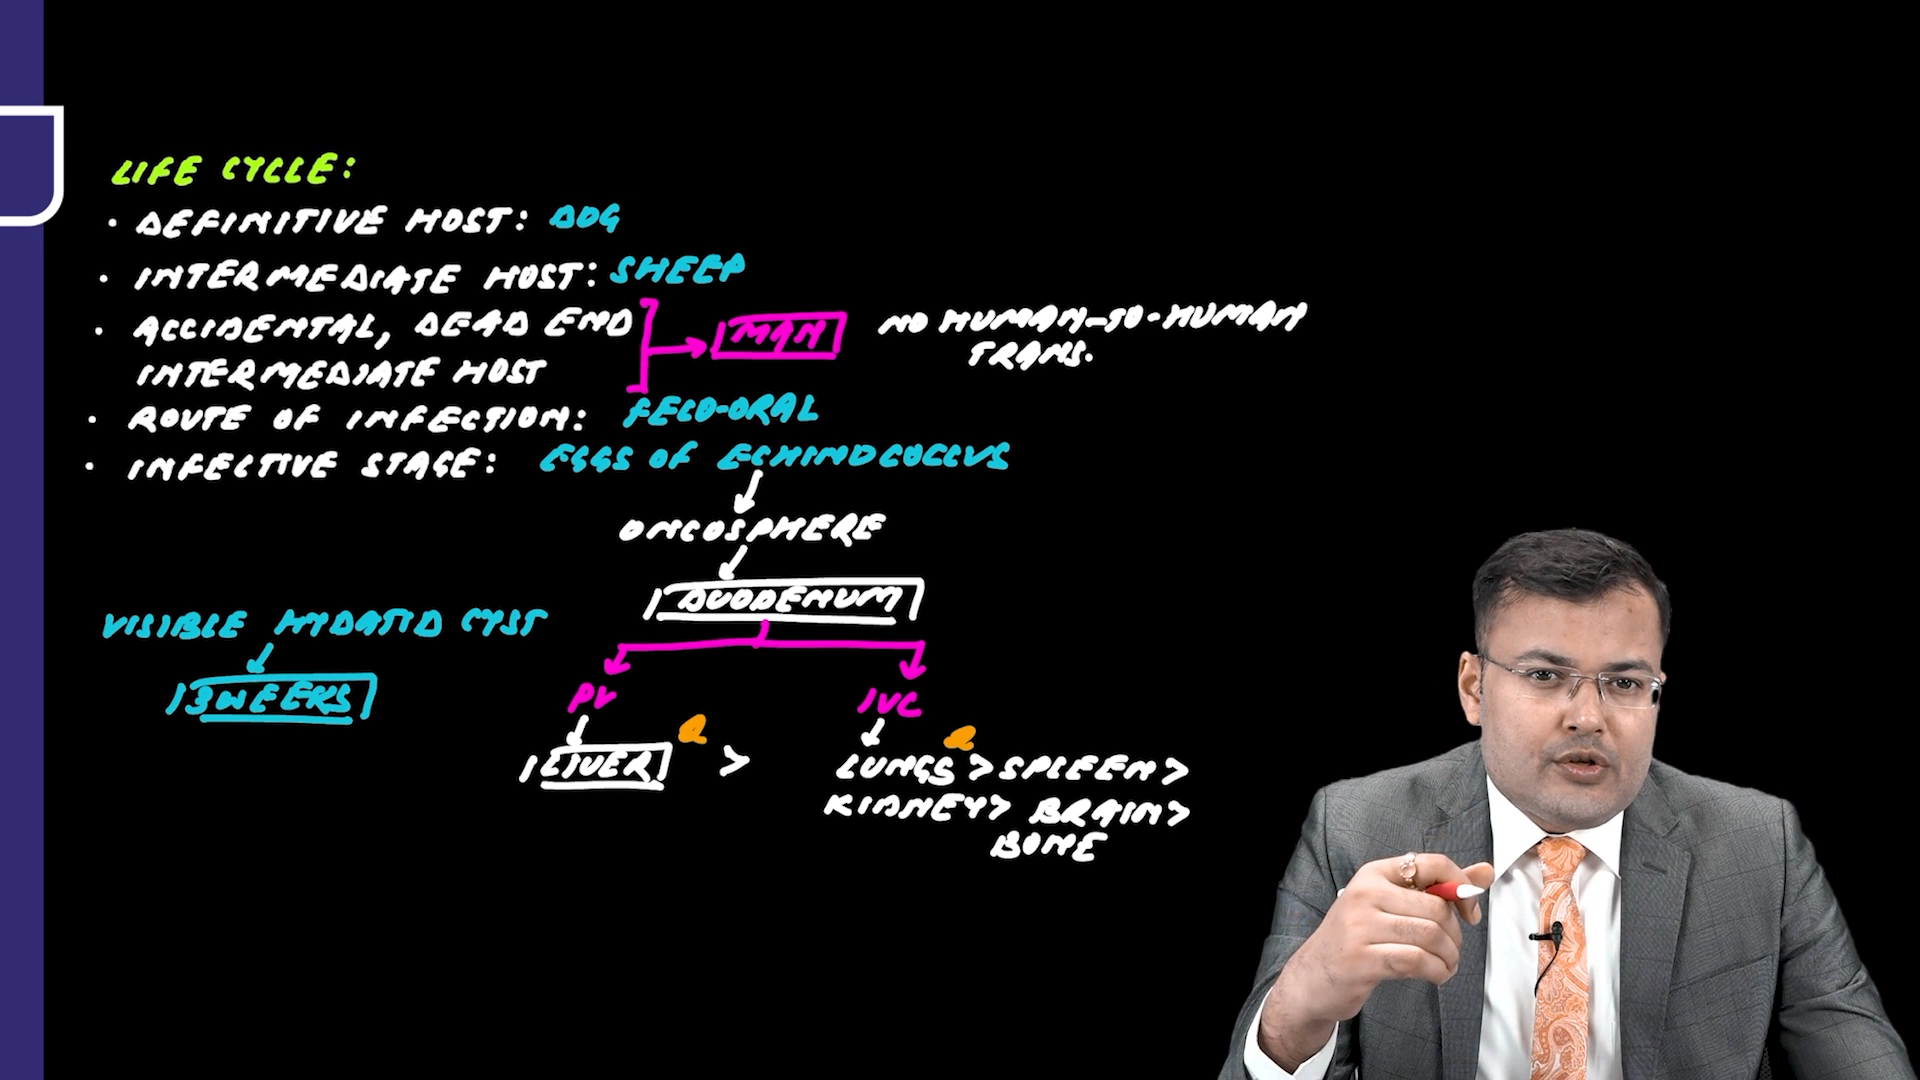 LIFE CYCLE:
• DEFINITIVE HOST: DOG
• INTERMEDIATE HOST: SHEEP
• ACCIDENTAL, DEAD END
INTERMEDIATE HOST
MAN
NO HUMAN-TO-HUMAN
TRANS.
• ROUTE OF INFECTION: FECO-ORAL
• INFECTIVE STAGE: EGGS OF ECHINOCOCCUS
ONCOSPHERE
DUODENUM
VISIBLE HYDATID CYST
3 WEEKS
PV
IVC
LIVER > LUNGS > SPLEEN >
KIDNEY > BRAIN >
BONE